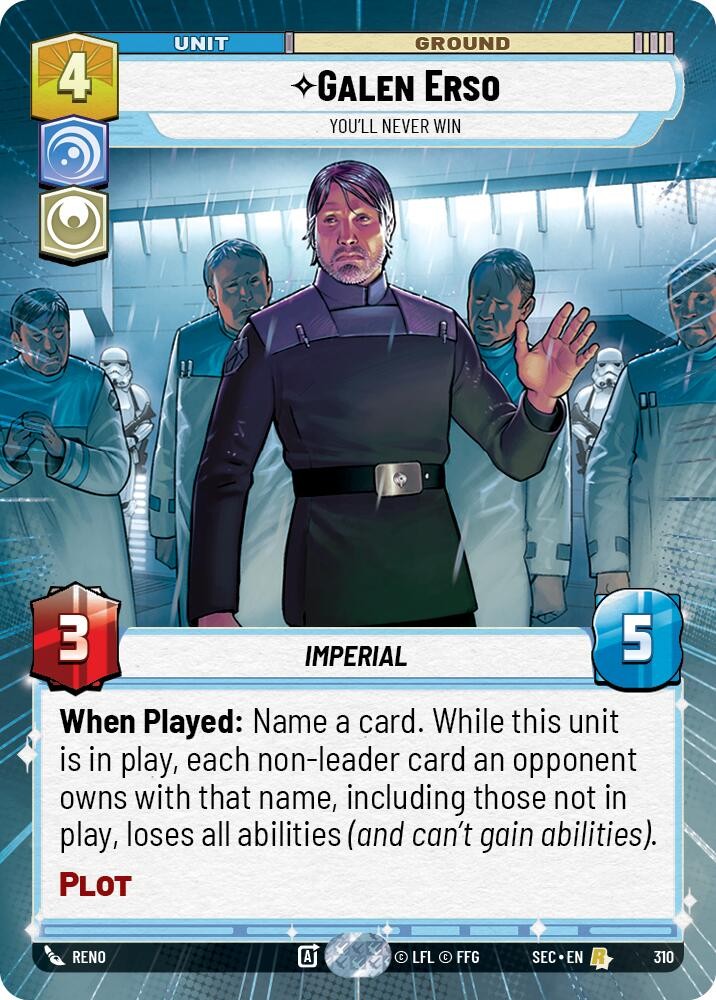 UNIT
GROUND
4
✧GALEN ERSO
YOU'LL NEVER WIN
3
IMPERIAL
5
When Played: Name a card. While this unit
is in play, each non-leader card an opponent
owns with that name, including those not in
play, loses all abilities (and can't gain abilities).
PLOT
RENO
A
© LFL © FFG
SEC • EN
R
310